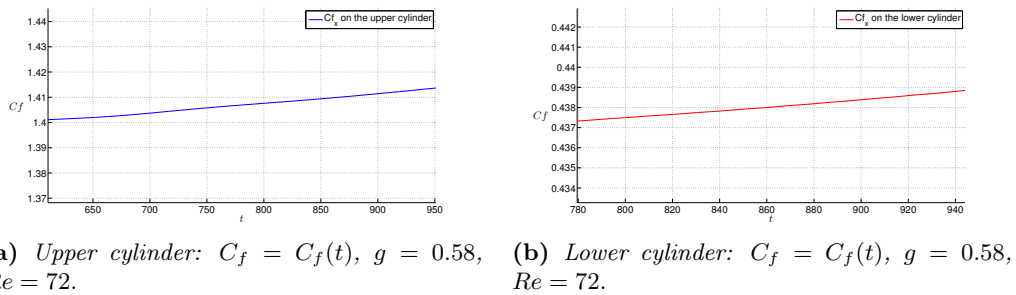 1.44
1.43
1.42
1.41
1.4
1.39
1.38
1.37
Cf
650 700 750 800 850 900 950
t
Cf_x on the upper cylinder
0.442
0.441
0.44
0.439
0.438
0.437
0.436
0.435
0.434
Cf
780 800 820 840 860 880 900 920 940
t
Cf_x on the lower cylinder
a) Upper cylinder: C_f = C_f(t), g = 0.58,
e = 72.
(b) Lower cylinder: C_f = C_f(t), g = 0.58,
Re = 72.